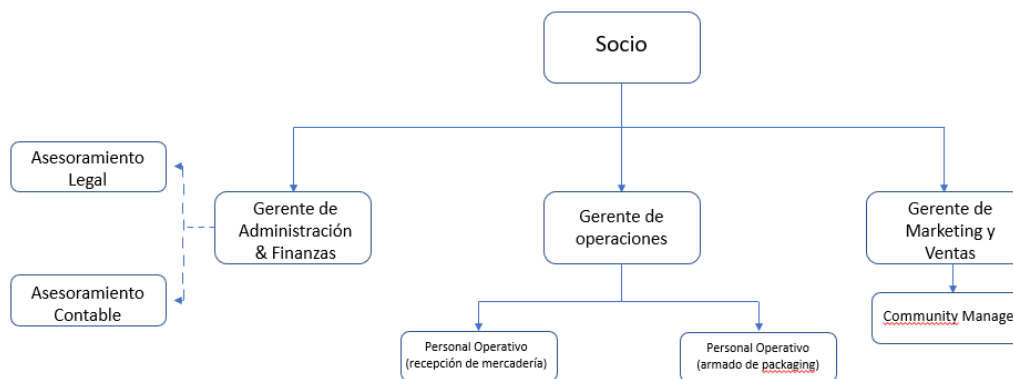 Socio
Asesoramiento
Legal
Gerente de
Administración
& Finanzas
Gerente de
operaciones
Gerente de
Marketing y
Ventas
Asesoramiento
Contable
Community Manage
Personal Operativo
(recepción de mercadería)
Personal Operativo
(armado de packaging)